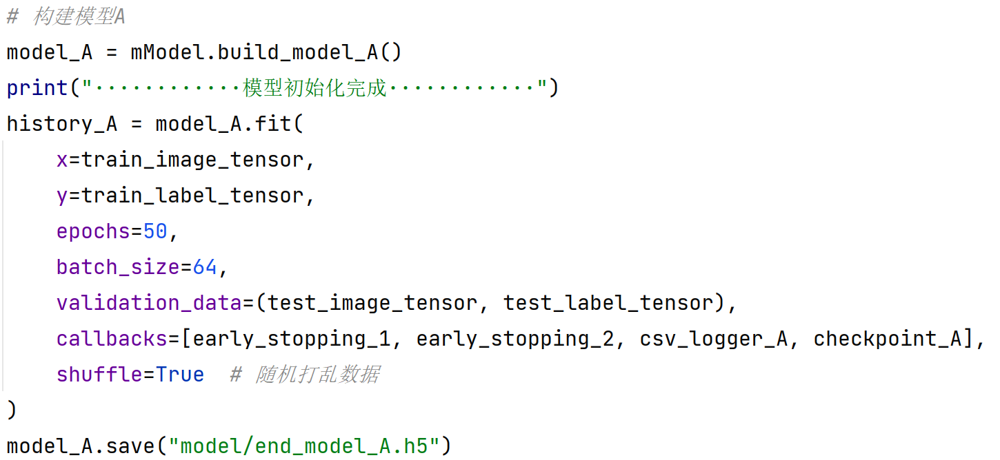 # 构建模型A
model_A = mModel.build_model_A()
print("············模型初始化完成············")
history_A = model_A.fit(
    x=train_image_tensor,
    y=train_label_tensor,
    epochs=50,
    batch_size=64,
    validation_data=(test_image_tensor, test_label_tensor),
    callbacks=[early_stopping_1, early_stopping_2, csv_logger_A, checkpoint_A],
    shuffle=True  # 随机打乱数据
)
model_A.save("model/end_model_A.h5")